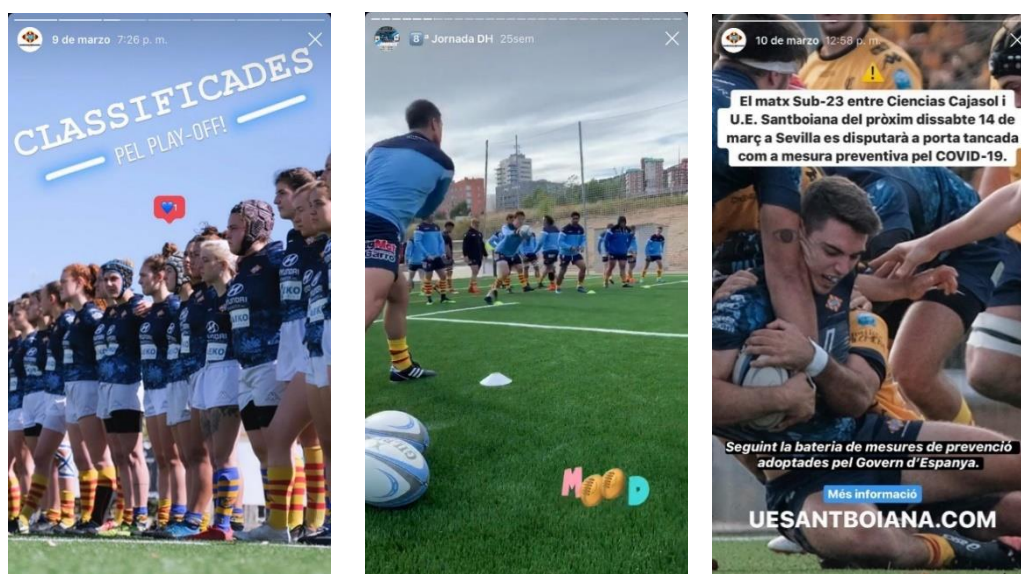 9 de marzo 7:26 p. m.
CLASSIFICADES
PEL PLAY-OFF!
1
8ª Jornada DH 25sem
MOOD
GILBERT
10 de marzo 12:58 p. m.
El matx Sub-23 entre Ciencias Cajasol i
U.E. Santboiana del pròxim dissabte 14 de
març a Sevilla es disputarà a porta tancada
com a mesura preventiva pel COVID-19.
Seguint la bateria de mesures de prevenció
adoptades pel Govern d'Espanya.
Més informació
UESANTBOIANA.COM